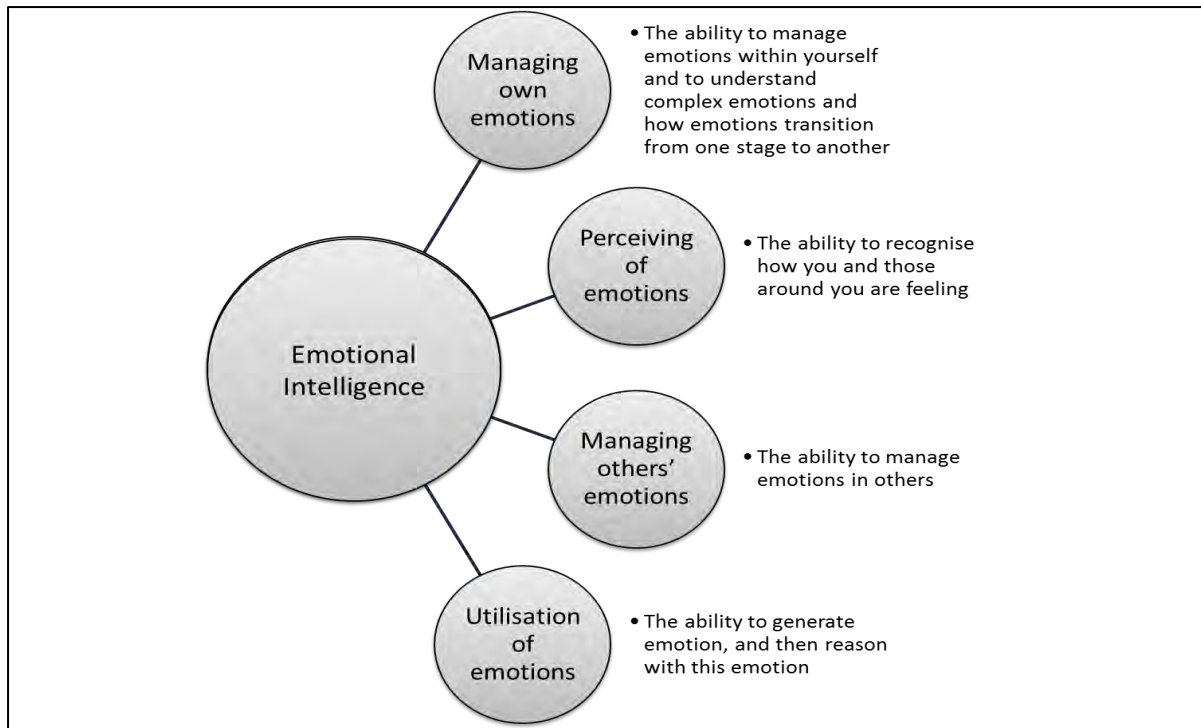 Managing
own
emotions
• The ability to manage
emotions within yourself
and to understand
complex emotions and
how emotions transition
from one stage to another
Perceiving
of
emotions
• The ability to recognise
how you and those
around you are feeling
Emotional
Intelligence
Managing
others’
emotions
• The ability to manage
emotions in others
Utilisation
of
emotions
• The ability to generate
emotion, and then reason
with this emotion